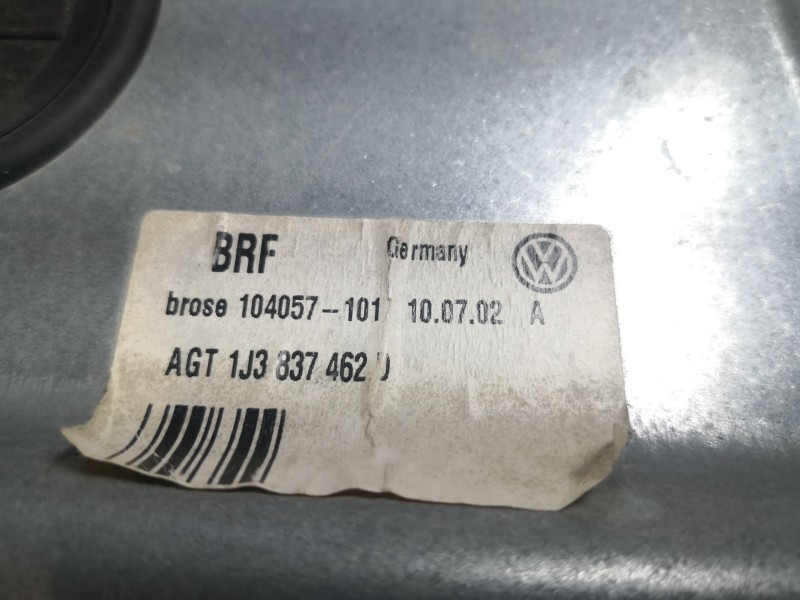 BRF Germany
brose 104057-101 10.07.02 A
AGT 1J3 837 462